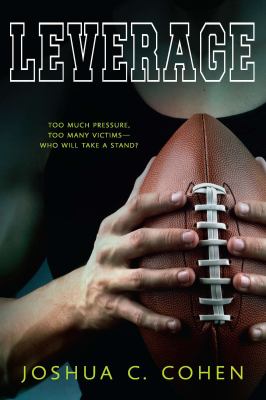 LEVERAGE
TOO MUCH PRESSURE,
TOO MANY VICTIMS—
WHO WILL TAKE A STAND?
JOSHUA C. COHEN